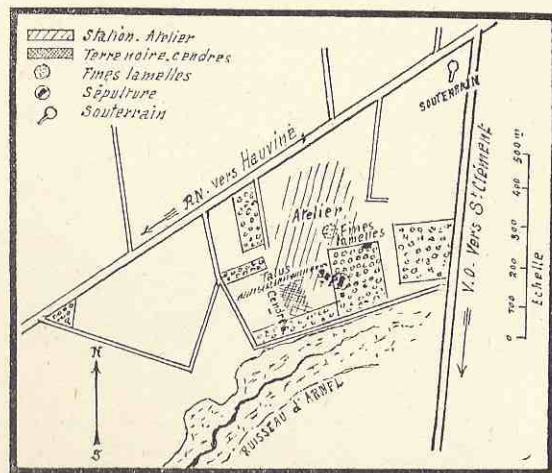 Station-Atelier
Terre noire-cendres
Fines lamelles
Sépulture
Souterrain
SOUTERRAIN
R.N. vers Hauviné
V.O. vers St Clément
500 m
400
300
200
100
0
Echelle
Atelier
Fines
lamelles
Talus
Cendres
N
S
RUISSEAU d'ARNEL